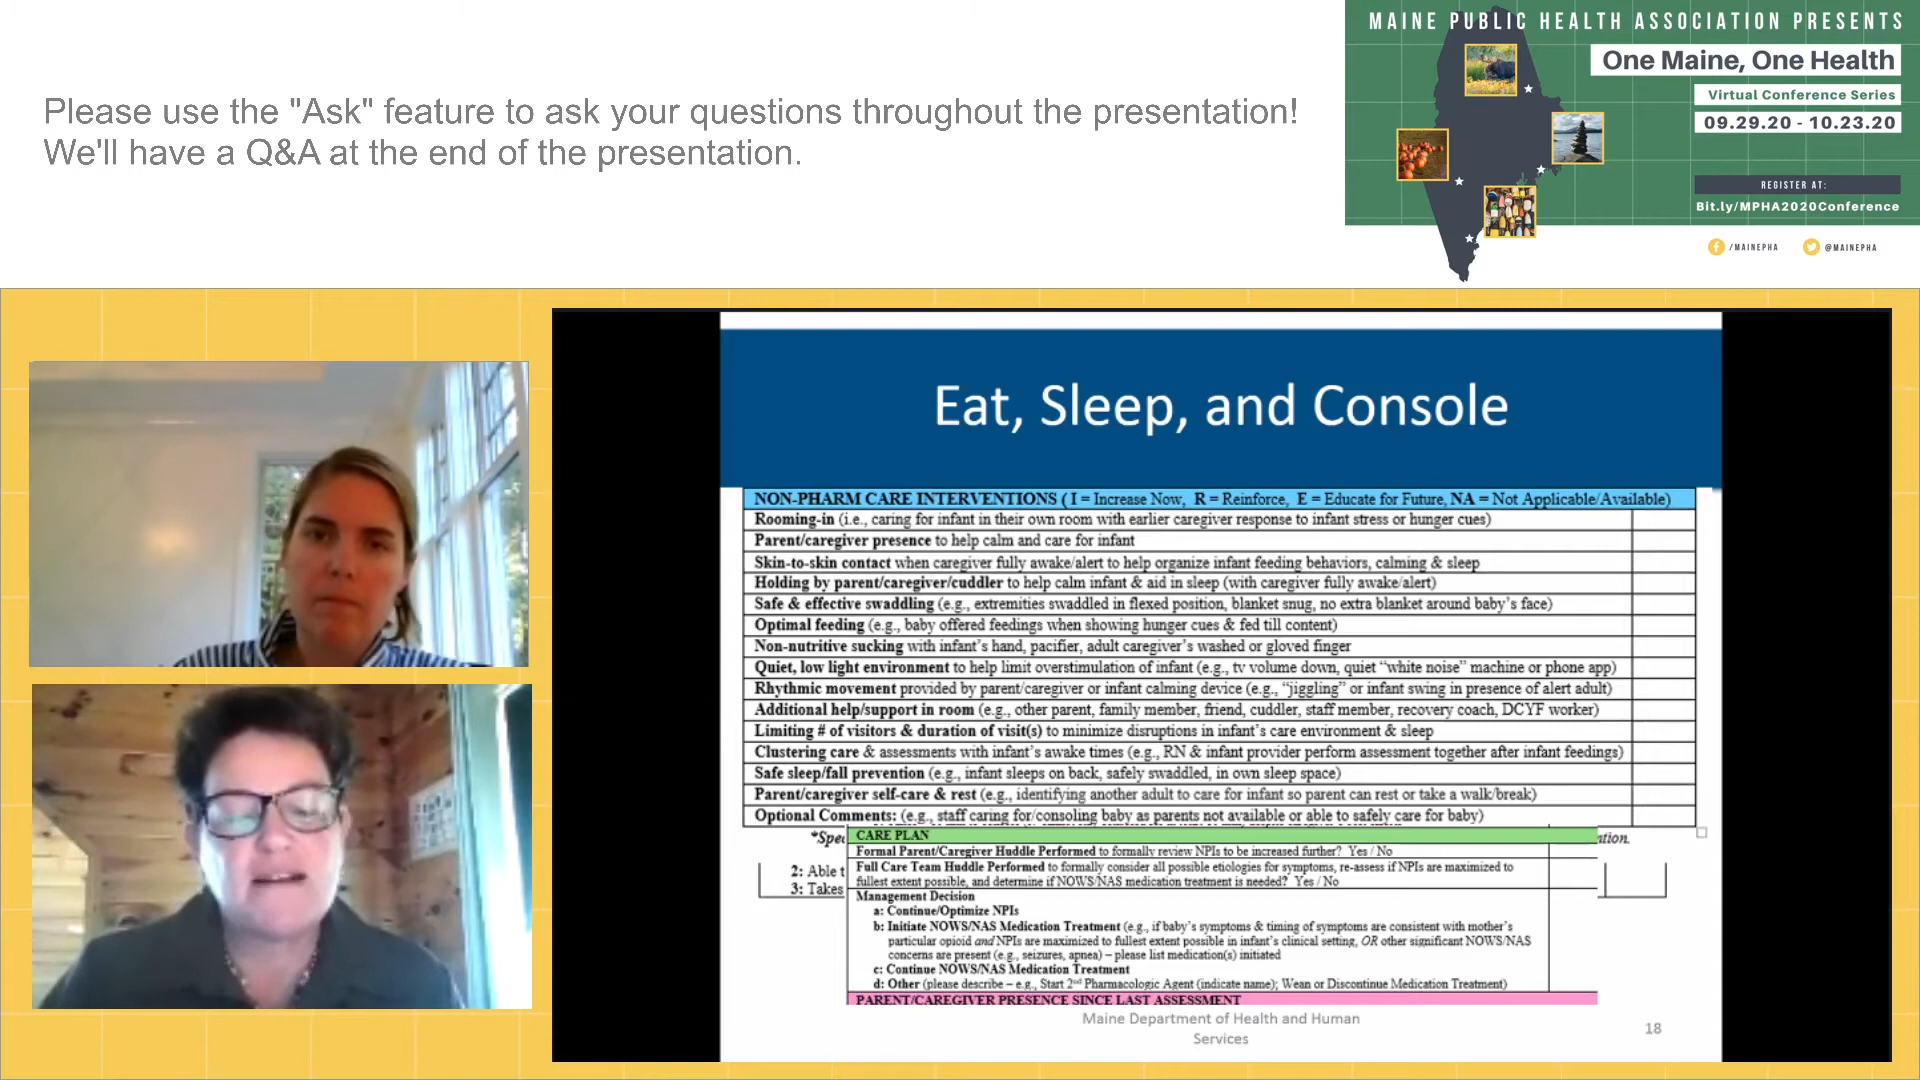 Please use the "Ask" feature to ask your questions throughout the presentation!
We'll have a Q&A at the end of the presentation.
MAINE PUBLIC HEALTH ASSOCIATION PRESENTS
One Maine, One Health
Virtual Conference Series
09.29.20 - 10.23.20
REGISTER AT:
Bit.ly/MPHA2020Conference
/MAINEPHA
@MAINEPHA
Eat, Sleep, and Console
NON-PHARM CARE INTERVENTIONS ( I = Increase Now, R = Reinforce, E = Educate for Future, NA = Not Applicable/Available)
Rooming-in (i.e., caring for infant in their own room with earlier caregiver response to infant stress or hunger cues)
Parent/caregiver presence to help calm and care for infant
Skin-to-skin contact when caregiver fully awake/alert to help organize infant feeding behaviors, calming & sleep
Holding by parent/caregiver/cuddler to help calm infant & aid in sleep (with caregiver fully awake/alert)
Safe & effective swaddling (e.g., extremities swaddled in flexed position, blanket snug, no extra blanket around baby's face)
Optimal feeding (e.g., baby offered feedings when showing hunger cues & fed till content)
Non-nutritive sucking with infant's hand, pacifier, adult caregiver's washed or gloved finger
Quiet, low light environment to help limit overstimulation of infant (e.g., tv volume down, quiet "white noise" machine or phone app)
Rhythmic movement provided by parent/caregiver or infant calming device (e.g., "jiggling" or infant swing in presence of alert adult)
Additional help/support in room (e.g., other parent, family member, friend, cuddler, staff member, recovery coach, DCYF worker)
Limiting # of visitors & duration of visit(s) to minimize disruptions in infant's care environment & sleep
Clustering care & assessments with infant's awake times (e.g., RN & infant provider perform assessment together after infant feedings)
Safe sleep/fall prevention (e.g., infant sleeps on back, safely swaddled, in own sleep space)
Parent/caregiver self-care & rest (e.g., identifying another adult to care for infant so parent can rest or take a walk/break)
Optional Comments: (e.g., staff caring for/consoling baby as parents not available or able to safely care for baby)
*Spec
CARE PLAN
ntion.
Formal Parent/Caregiver Huddle Performed to formally review NPIs to be increased further? Yes / No
2: Able t
Full Care Team Huddle Performed to formally consider all possible etiologies for symptoms, re-assess if NPIs are maximized to
3: Takes
fullest extent possible, and determine if NOWS/NAS medication treatment is needed? Yes / No
Management Decision
a: Continue/Optimize NPIs
b: Initiate NOWS/NAS Medication Treatment (e.g., if baby's symptoms & timing of symptoms are consistent with mother's
particular opioid and NPIs are maximized to fullest extent possible in infant's clinical setting, OR other significant NOWS/NAS
concerns are present (e.g., seizures, apnea) – please list medication(s) initiated
c: Continue NOWS/NAS Medication Treatment
d: Other (please describe – e.g., Start 2nd Pharmacologic Agent (indicate name); Wean or Discontinue Medication Treatment)
PARENT/CAREGIVER PRESENCE SINCE LAST ASSESSMENT
Maine Department of Health and Human
Services
18